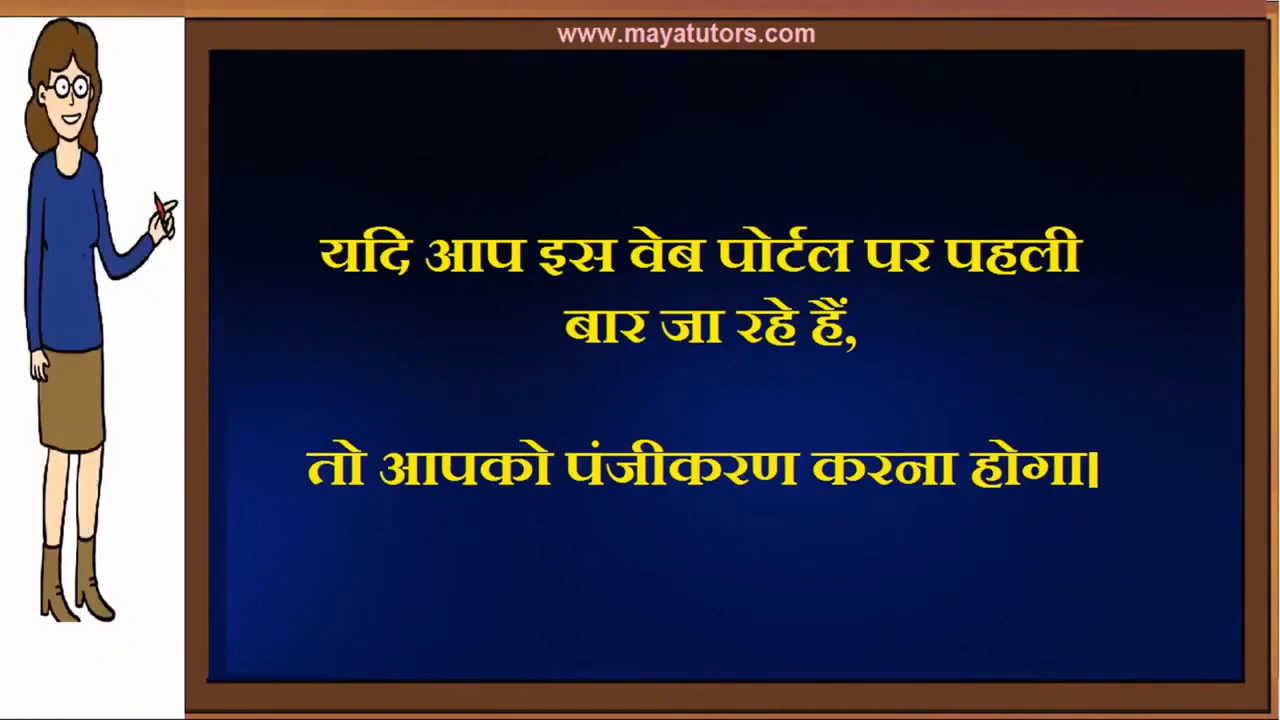 www.mayatutors.com
यदि आप इस वेब पोर्टल पर पहली
बार जा रहे हैं,
तो आपको पंजीकरण करना होगा।